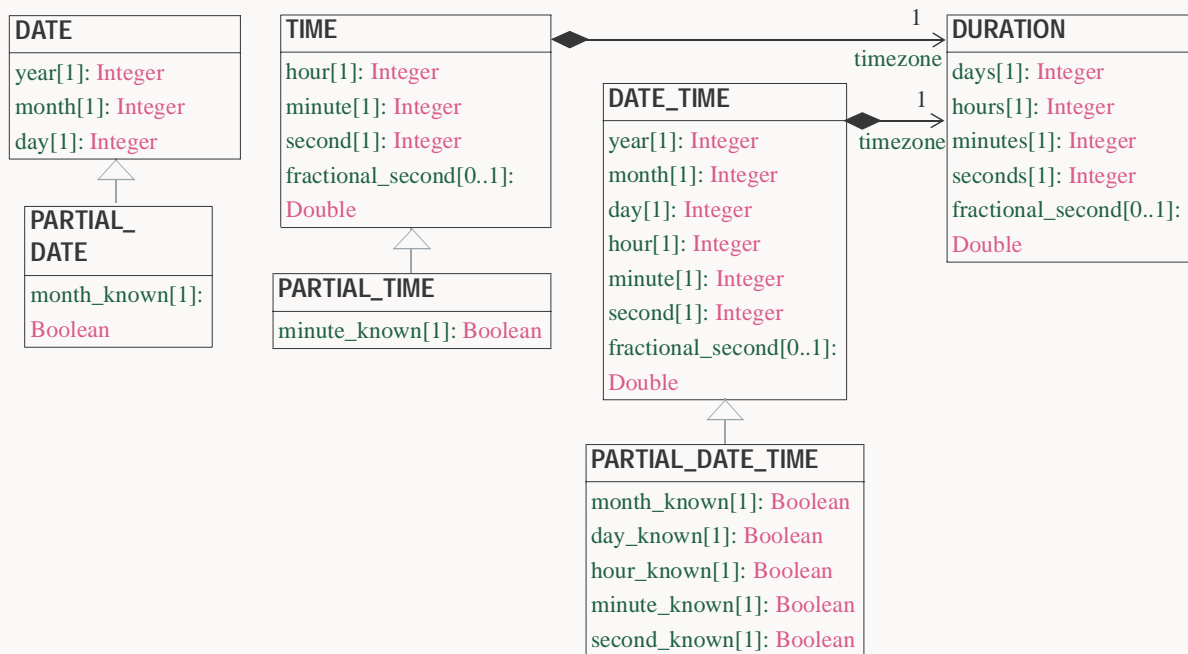 DATE
year[1]: Integer
month[1]: Integer
day[1]: Integer
PARTIAL_
DATE
month_known[1]:
Boolean
TIME
hour[1]: Integer
minute[1]: Integer
second[1]: Integer
fractional_second[0..1]:
Double
PARTIAL_TIME
minute_known[1]: Boolean
1
timezone
DATE_TIME
year[1]: Integer
month[1]: Integer
day[1]: Integer
hour[1]: Integer
minute[1]: Integer
second[1]: Integer
fractional_second[0..1]:
Double
1
timezone
PARTIAL_DATE_TIME
month_known[1]: Boolean
day_known[1]: Boolean
hour_known[1]: Boolean
minute_known[1]: Boolean
second_known[1]: Boolean
DURATION
days[1]: Integer
hours[1]: Integer
minutes[1]: Integer
seconds[1]: Integer
fractional_second[0..1]:
Double